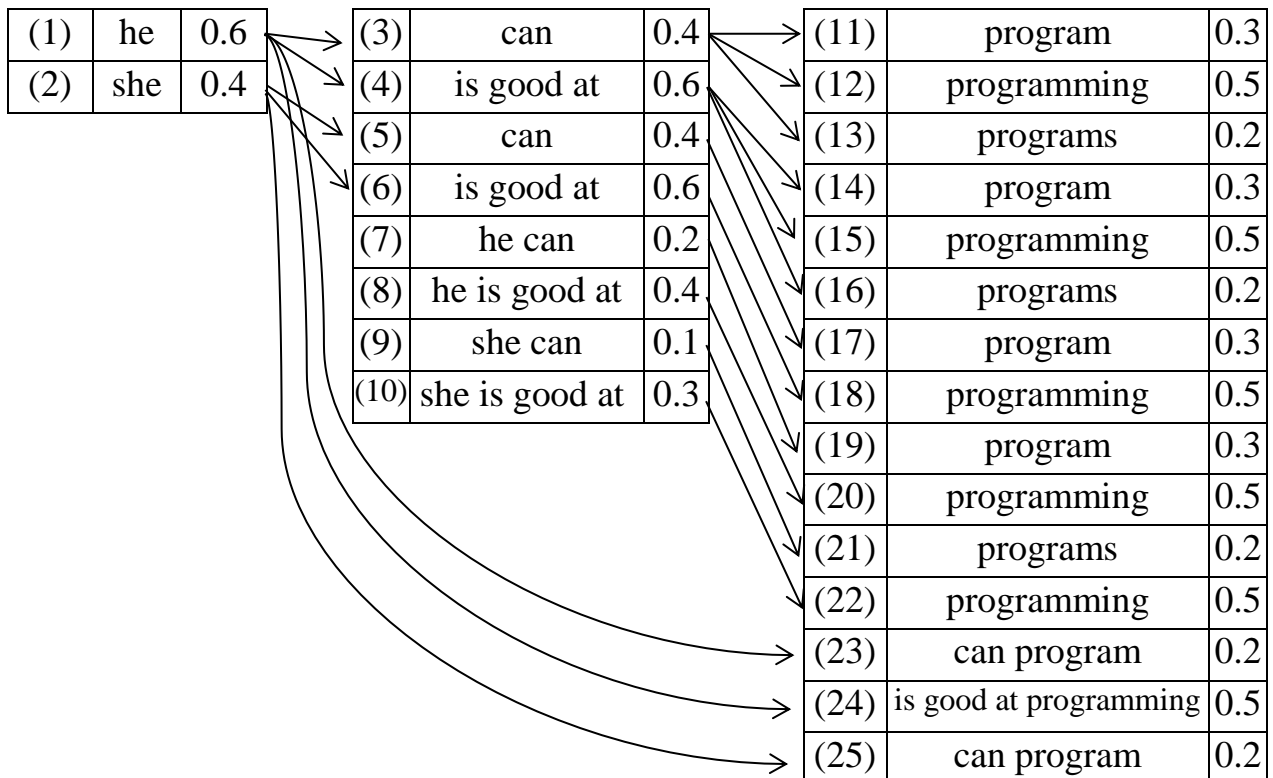 (1) he 0.6 (3) can 0.4 (11) program 0.3
(2) she 0.4 (4) is good at 0.6 (12) programming 0.5
(5) can 0.4 (13) programs 0.2
(6) is good at 0.6 (14) program 0.3
(7) he can 0.2 (15) programming 0.5
(8) he is good at 0.4 (16) programs 0.2
(9) she can 0.1 (17) program 0.3
(10) she is good at 0.3 (18) programming 0.5
(19) program 0.3
(20) programming 0.5
(21) programs 0.2
(22) programming 0.5
(23) can program 0.2
(24) is good at programming 0.5
(25) can program 0.2